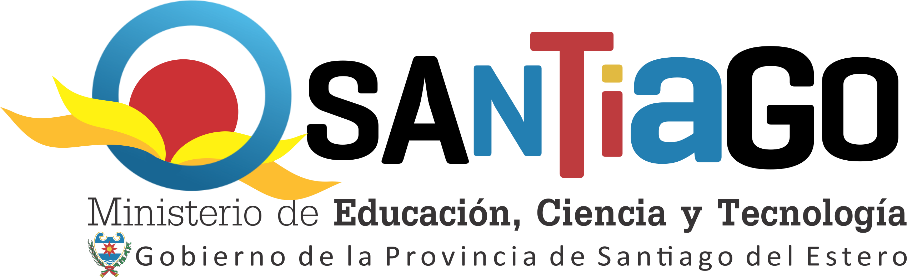 SANTiaGO
Ministerio de Educación, Ciencia y Tecnología
Gobierno de la Provincia de Santiago del Estero